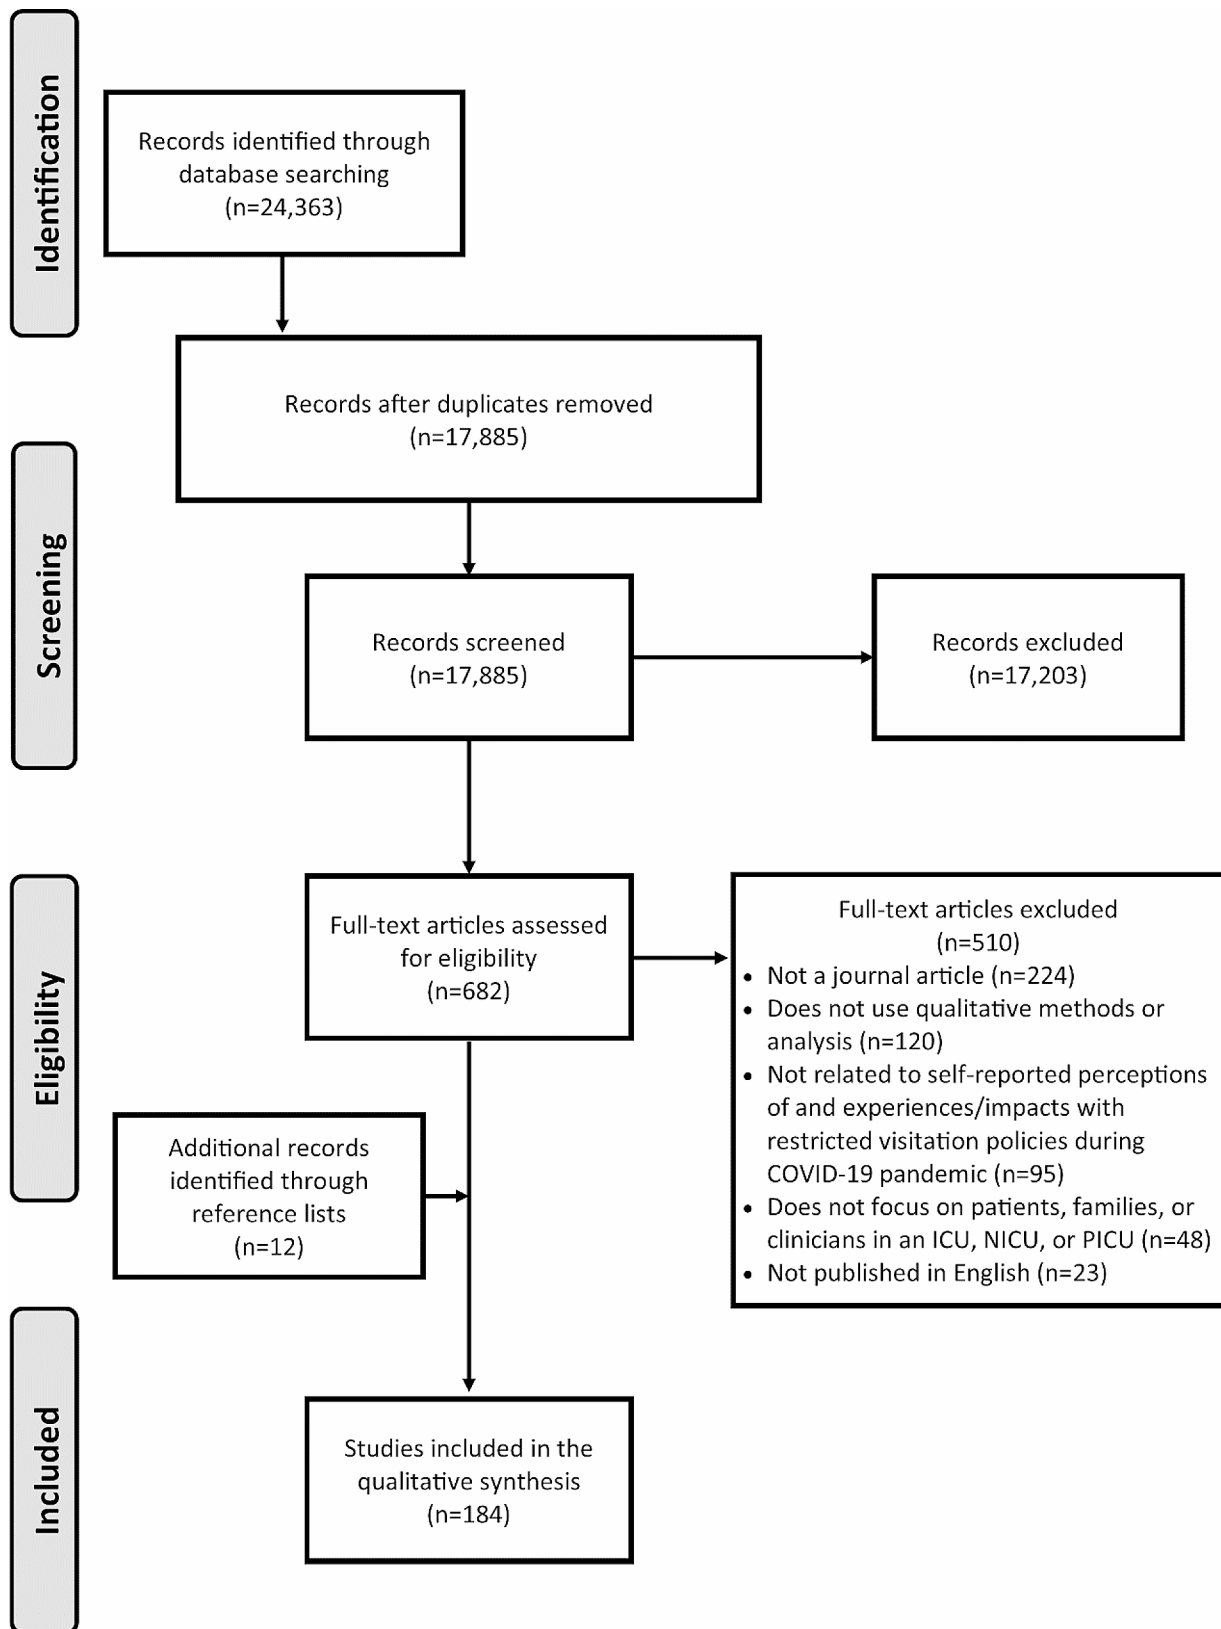 Identification
Records identified through
database searching
(n=24,363)
Records after duplicates removed
(n=17,885)
Screening
Records screened
(n=17,885)
Records excluded
(n=17,203)
Eligibility
Full-text articles assessed
for eligibility
(n=682)
Full-text articles excluded
(n=510)
• Not a journal article (n=224)
• Does not use qualitative methods or
analysis (n=120)
• Not related to self-reported perceptions
of and experiences/impacts with
restricted visitation policies during
COVID-19 pandemic (n=95)
• Does not focus on patients, families, or
clinicians in an ICU, NICU, or PICU (n=48)
• Not published in English (n=23)
Additional records
identified through
reference lists
(n=12)
Included
Studies included in the
qualitative synthesis
(n=184)